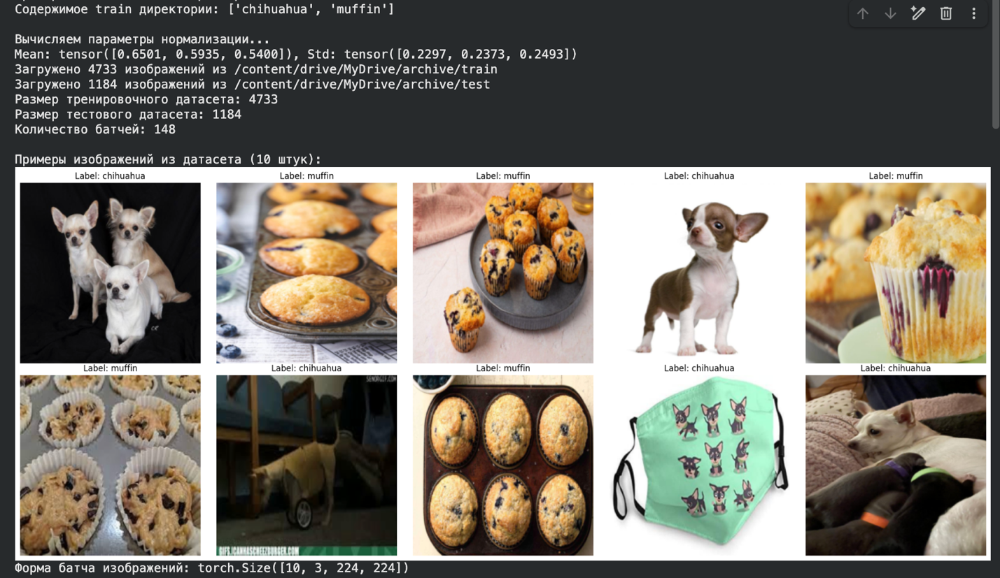 Содержимое train директории: ['chihuahua', 'muffin']
Вычисляем параметры нормализации...
Mean: tensor([0.6501, 0.5935, 0.5400]), Std: tensor([0.2297, 0.2373, 0.2493])
Загружено 4733 изображений из /content/drive/MyDrive/archive/train
Загружено 1184 изображений из /content/drive/MyDrive/archive/test
Размер тренировочного датасета: 4733
Размер тестового датасета: 1184
Количество батчей: 148
Примеры изображений из датасета (10 штук):
Label: chihuahua
Label: muffin
Label: muffin
Label: chihuahua
Label: muffin
Label: muffin
Label: chihuahua
Label: muffin
Label: chihuahua
Label: chihuahua
SENDRGIF.COM
GIFS.ICANHASCHEEZBURGER.COM
Форма батча изображений: torch.Size([10, 3, 224, 224])